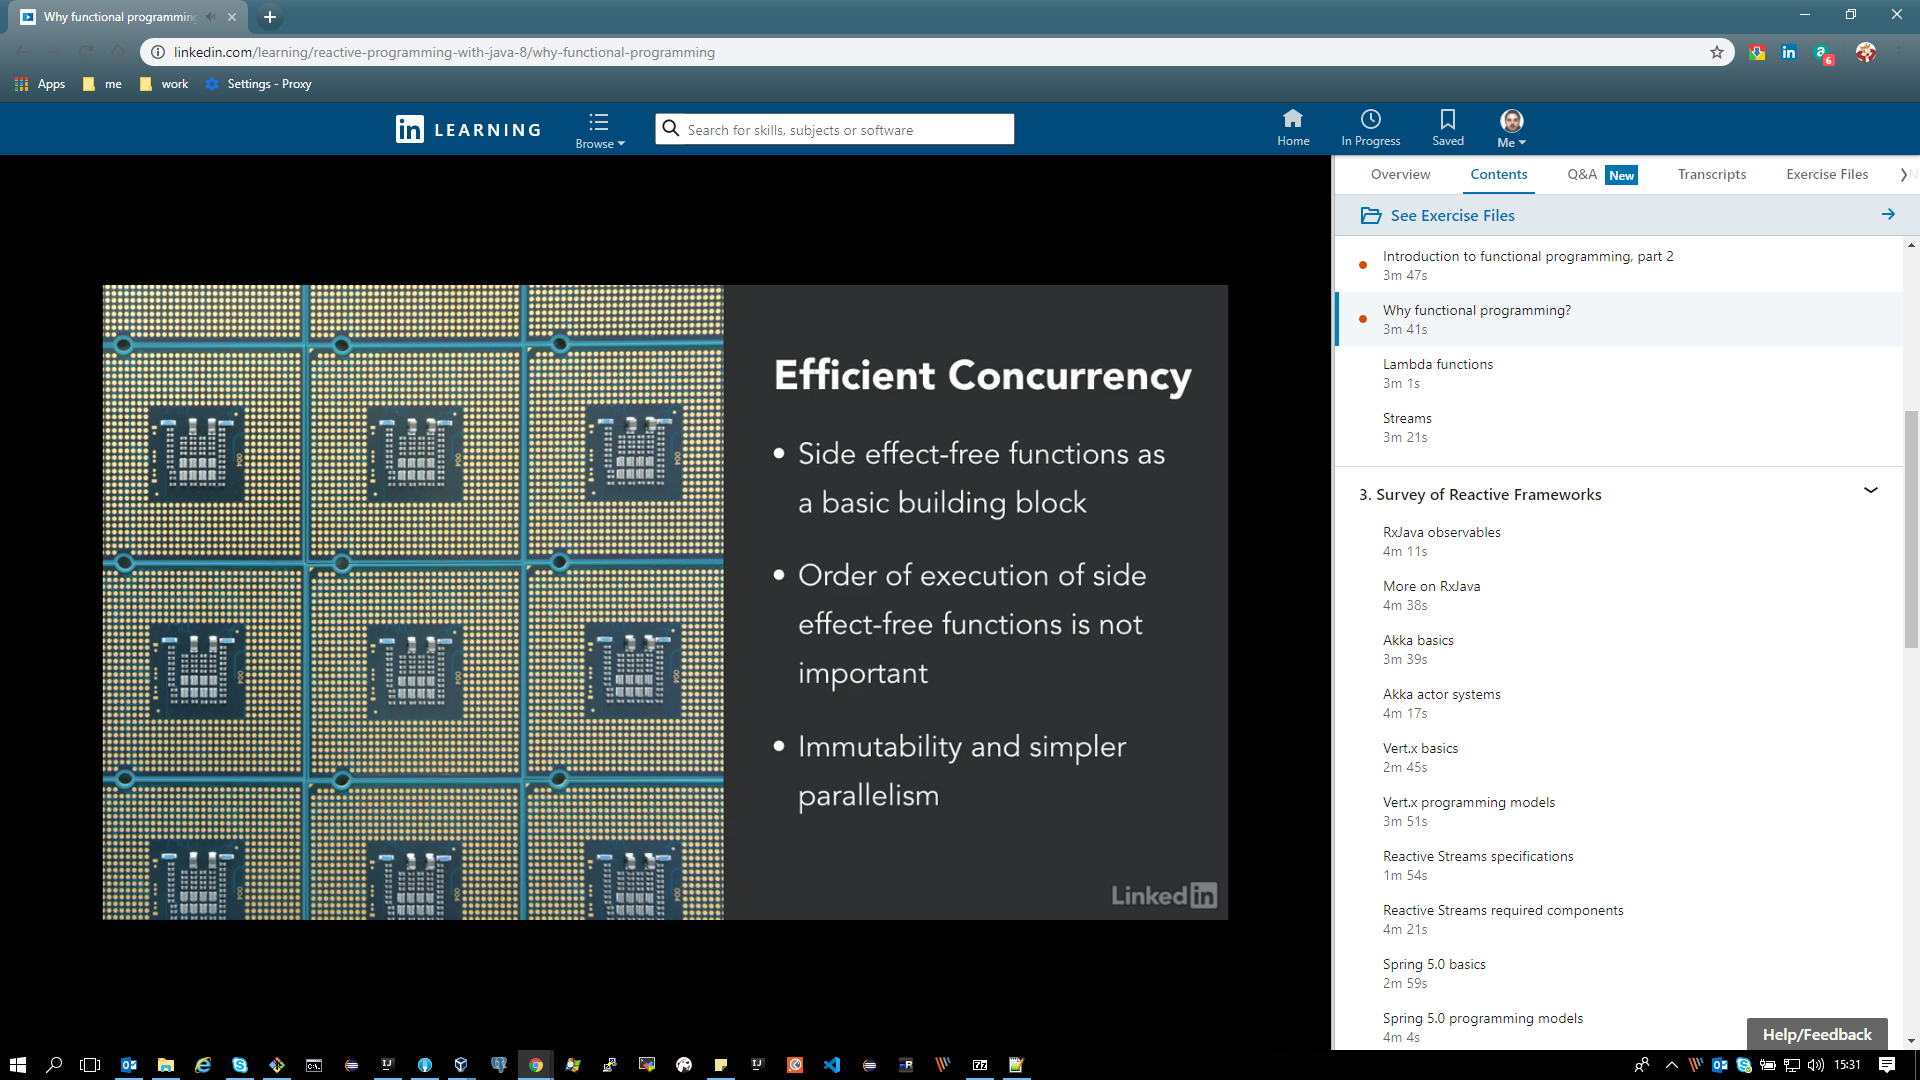 Why functional programming
linkedin.com/learning/reactive-programming-with-java-8/why-functional-programming
6
Apps
me
work
Settings - Proxy
in LEARNING
Browse
Search for skills, subjects or software
Home
In Progress
Saved
Me
Overview
Contents
Q&A New
Transcripts
Exercise Files
See Exercise Files
Introduction to functional programming, part 2
3m 47s
Why functional programming?
3m 41s
Lambda functions
3m 1s
Streams
3m 21s
3. Survey of Reactive Frameworks
RxJava observables
4m 11s
More on RxJava
4m 38s
Akka basics
3m 39s
Akka actor systems
4m 17s
Vert.x basics
2m 45s
Vert.x programming models
3m 51s
Reactive Streams specifications
1m 54s
Reactive Streams required components
4m 21s
Spring 5.0 basics
2m 59s
Spring 5.0 programming models
4m 4s
Help/Feedback
Efficient Concurrency
• Side effect-free functions as
a basic building block
• Order of execution of side
effect-free functions is not
important
• Immutability and simpler
parallelism
Linked in
15:31